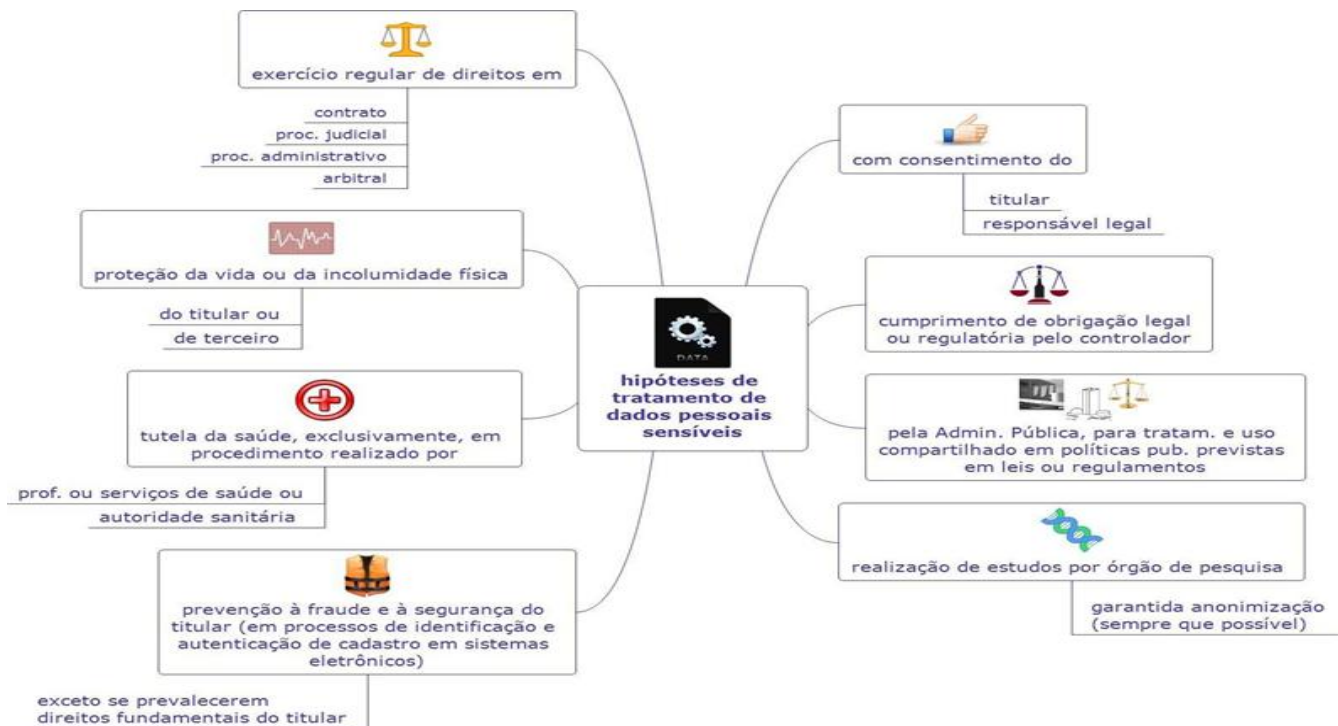 exercício regular de direitos em
contrato
proc. judicial
proc. administrativo
arbitral
proteção da vida ou da incolumidade física
do titular ou
de terceiro
tutela da saúde, exclusivamente, em
procedimento realizado por
prof. ou serviços de saúde ou
autoridade sanitária
prevenção à fraude e à segurança do
titular (em processos de identificação e
autenticação de cadastro em sistemas
eletrônicos)
exceto se prevalecerem
direitos fundamentais do titular
DATA
hipóteses de
tratamento de
dados pessoais
sensíveis
com consentimento do
titular
responsável legal
cumprimento de obrigação legal
ou regulatória pelo controlador
pela Admin. Pública, para tratam. e uso
compartilhado em políticas pub. previstas
em leis ou regulamentos
realização de estudos por órgão de pesquisa
garantida anonimização
(sempre que possível)